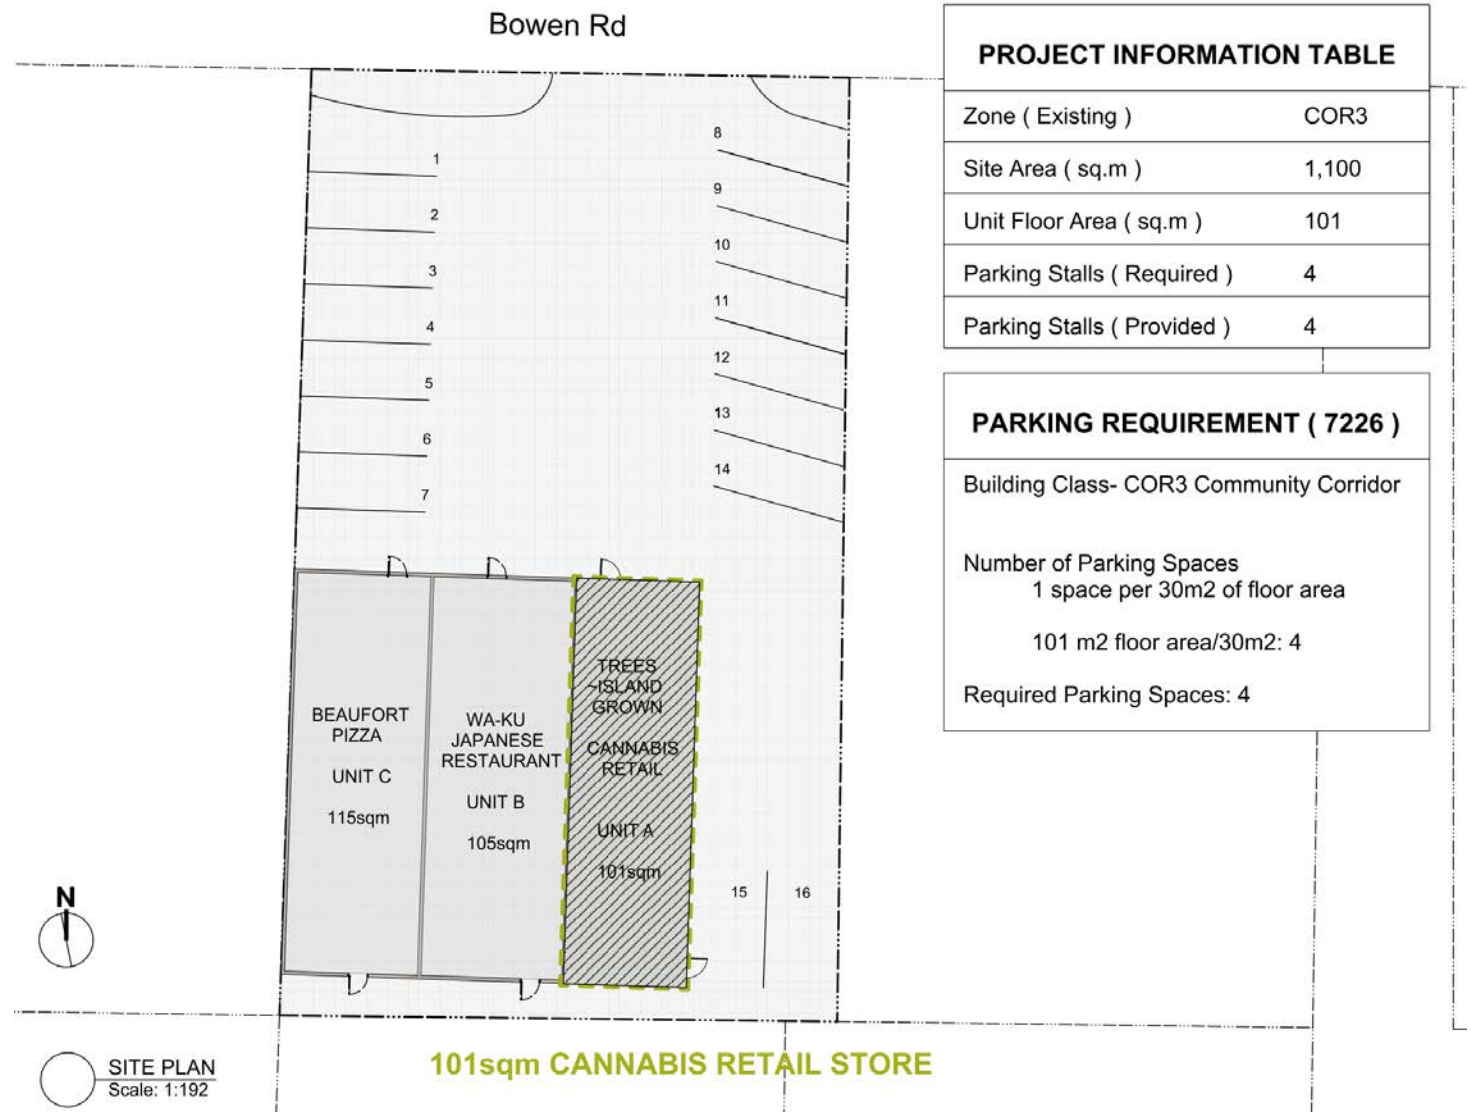 Bowen Rd
PROJECT INFORMATION TABLE
Zone ( Existing ) COR3
Site Area ( sq.m ) 1,100
Unit Floor Area ( sq.m ) 101
Parking Stalls ( Required ) 4
Parking Stalls ( Provided ) 4
PARKING REQUIREMENT ( 7226 )
Building Class- COR3 Community Corridor
Number of Parking Spaces
1 space per 30m2 of floor area
101 m2 floor area/30m2: 4
Required Parking Spaces: 4
1
2
3
4
5
6
7
8
9
10
11
12
13
14
BEAUFORT
PIZZA
UNIT C
115sqm
WA-KU
JAPANESE
RESTAURANT
UNIT B
105sqm
TREES
~ISLAND
GROWN
CANNABIS
RETAIL
UNIT A
101sqm
15
16
N
SITE PLAN
Scale: 1:192
101sqm CANNABIS RETAIL STORE